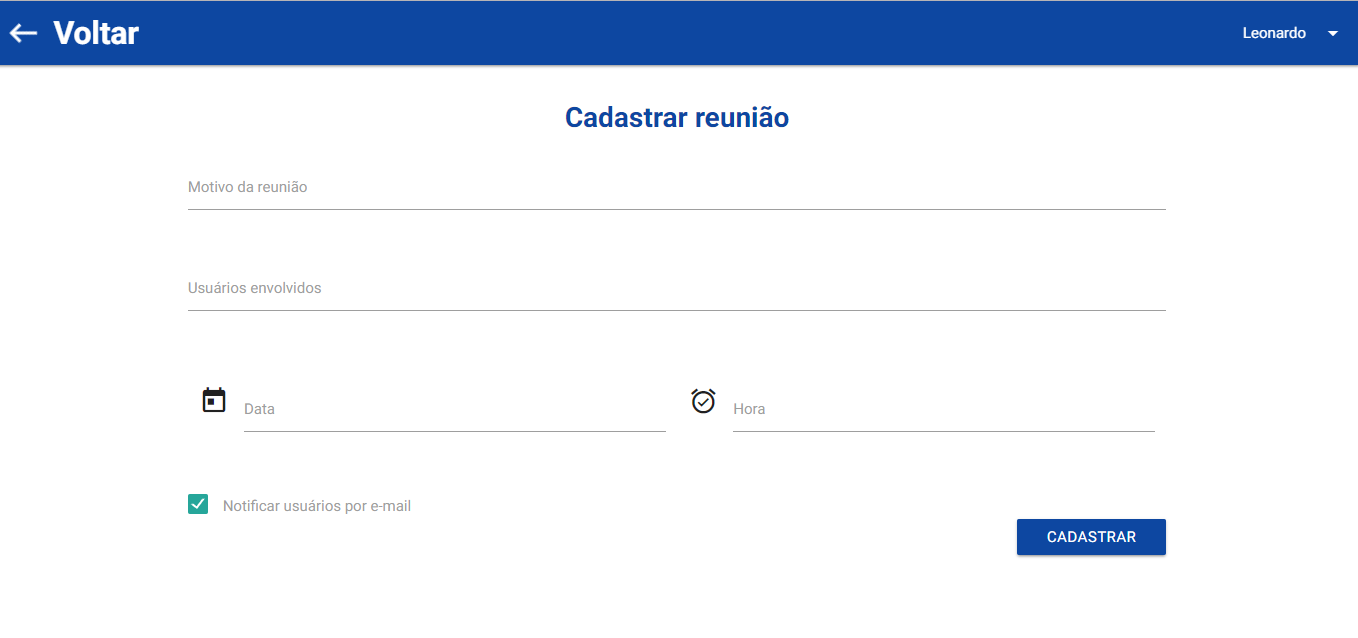 Voltar
Leonardo
Cadastrar reunião
Motivo da reunião
Usuários envolvidos
Data
Hora
Notificar usuários por e-mail
CADASTRAR